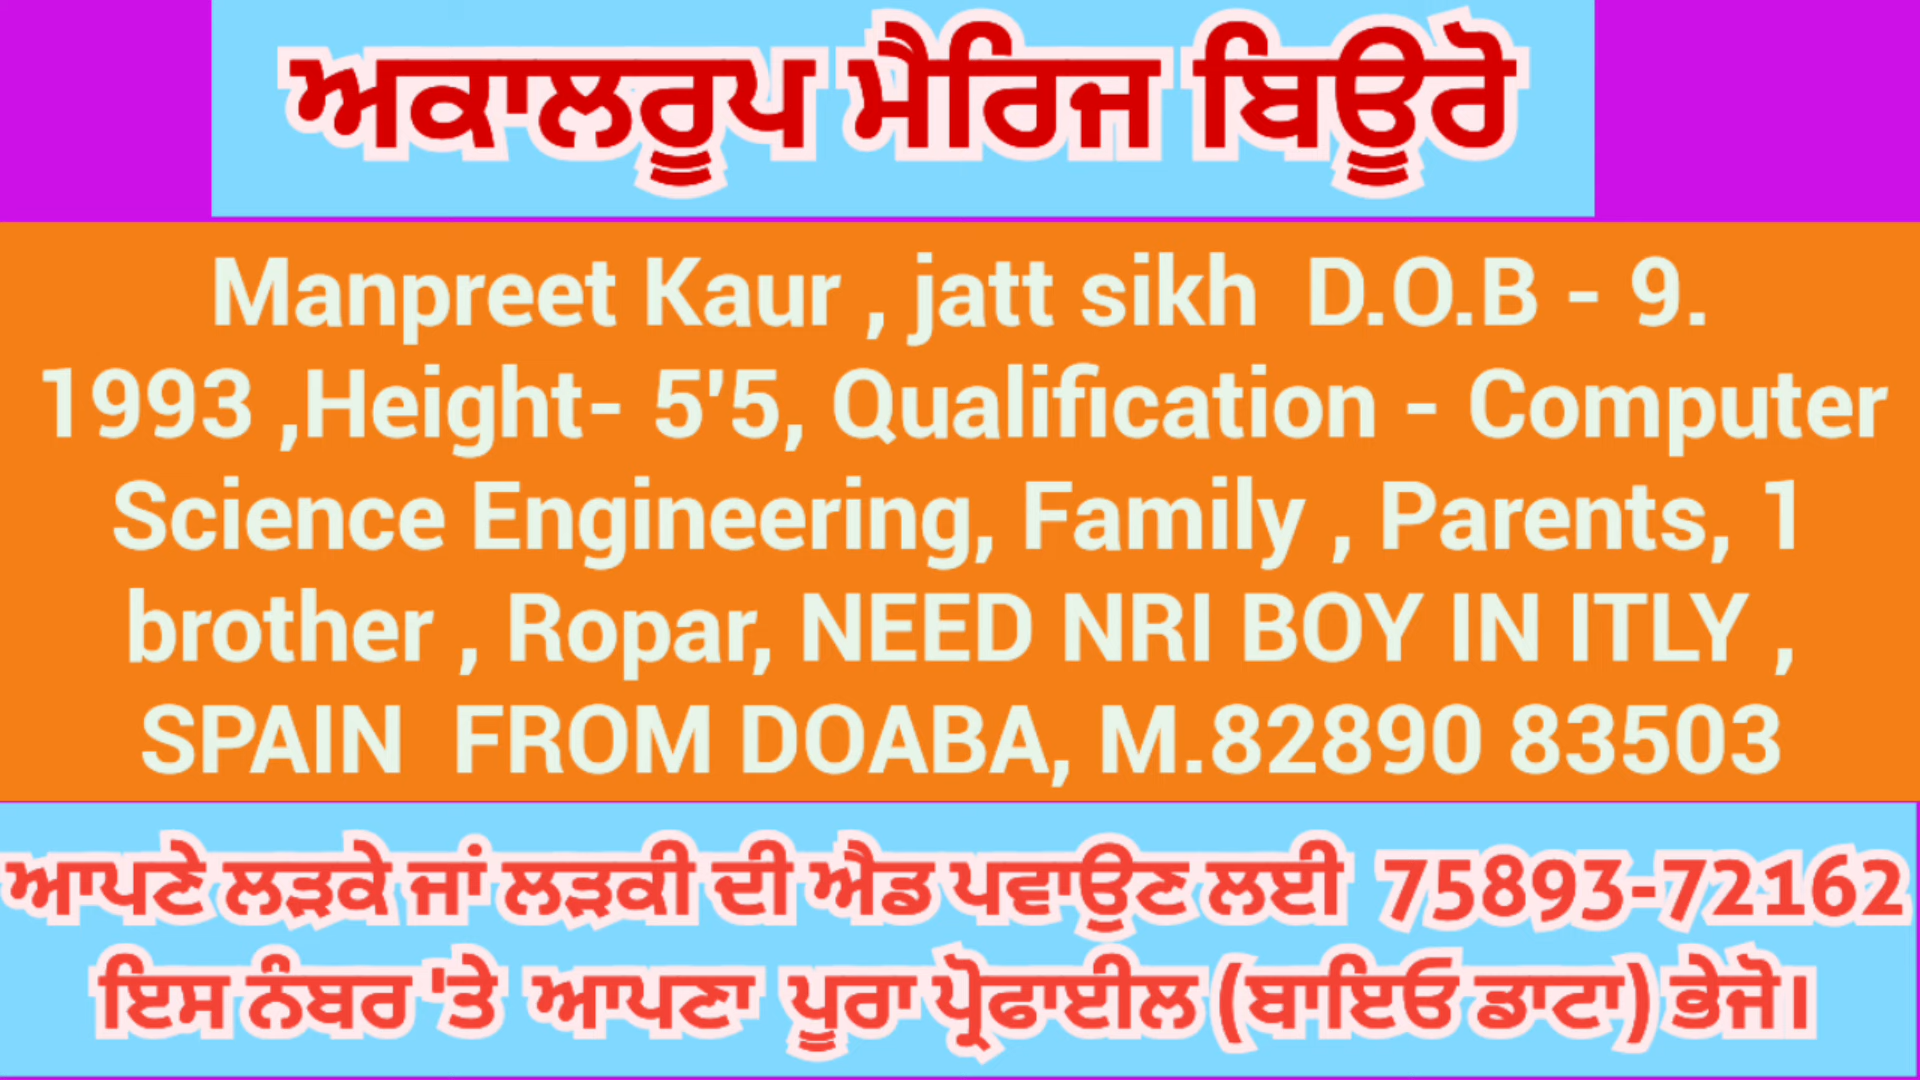 ਅਕਾਲਰੂਪ ਮੈਰਿਜ ਬਿਊਰੋ
Manpreet Kaur , jatt sikh D.O.B - 9.
1993 ,Height- 5'5, Qualification - Computer
Science Engineering, Family , Parents, 1
brother , Ropar, NEED NRI BOY IN ITLY ,
SPAIN FROM DOABA, M.82890 83503
ਆਪਣੇ ਲੜਕੇ ਜਾਂ ਲੜਕੀ ਦੀ ਐਡ ਪਵਾਉਣ ਲਈ 75893-72162
ਇਸ ਨੰਬਰ 'ਤੇ ਆਪਣਾ ਪੂਰਾ ਪ੍ਰੋਫਾਈਲ (ਬਾਇਓ ਡਾਟਾ) ਭੇਜੋ।